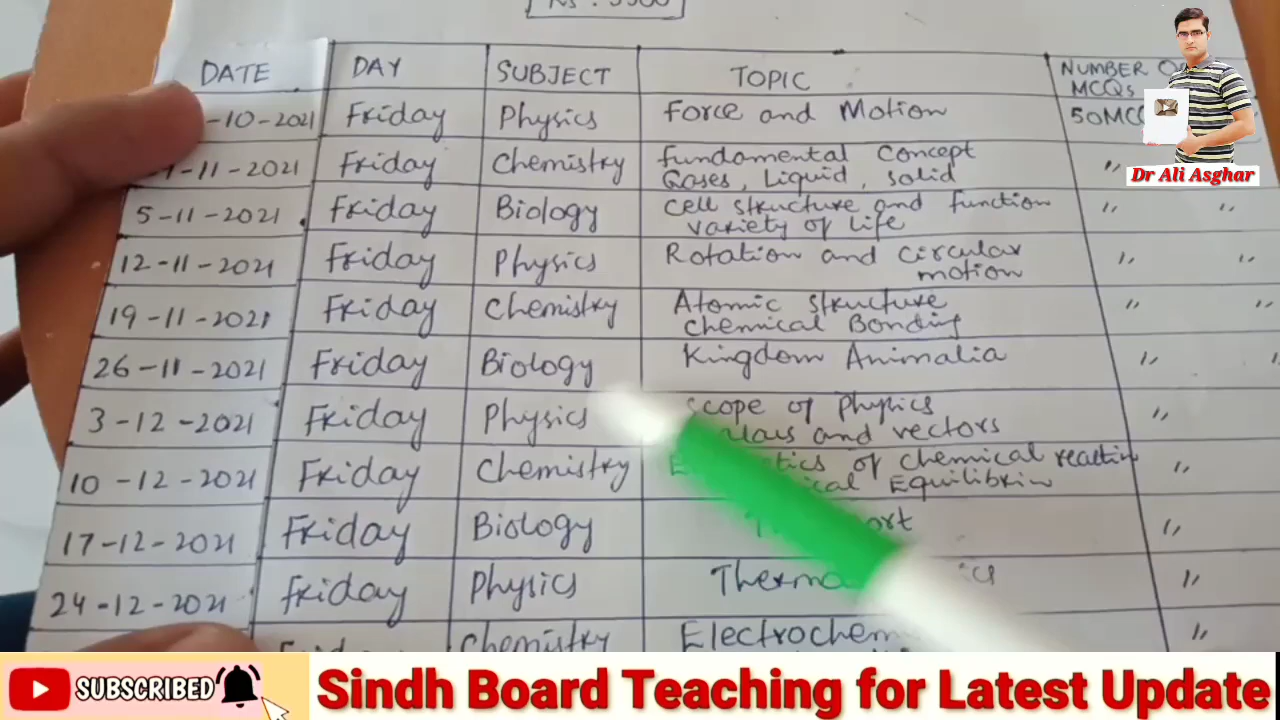 DATE DAY SUBJECT TOPIC NUMBER OF
MCQs
-10-2021 Friday Physics Force and Motion 50MC
-11-2021 Friday Chemistry fundamental concept
Gases, Liquid, solid
5-11-2021 Friday Biology cell structure and function
variety of life
12-11-2021 Friday Physics Rotation and circular
motion
19-11-2021 Friday Chemistry Atomic structure
chemical Bonding
26-11-2021 Friday Biology Kingdom Animalia
3-12-2021 Friday Physics scope of physics
and vectors
10-12-2021 Friday Chemistry of chemical reaction
Equilibrium
17-12-2021 Friday Biology
24-12-2021 Friday Physics
Chemistry
Dr Ali Asghar
SUBSCRIBED
Sindh Board Teaching for Latest Update